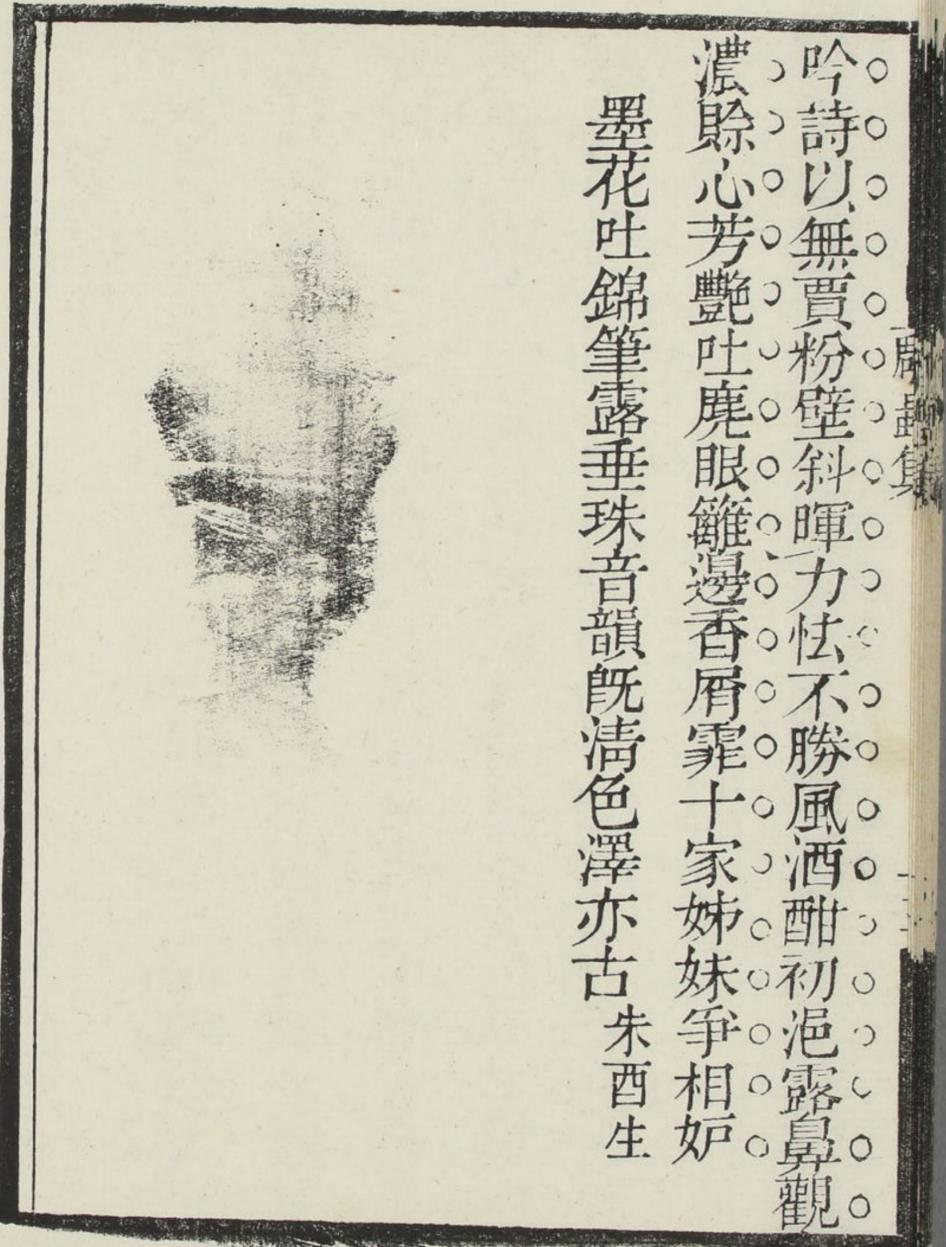 吟詩以無賈粉壁斜暉力怯不勝風酒酣初浥露鼻觀
濃賒心芳艷吐麂眼籬邊香屑霏十家姊妹爭相妒
墨花吐錦筆露垂珠音韻既清色澤亦古朱酉生